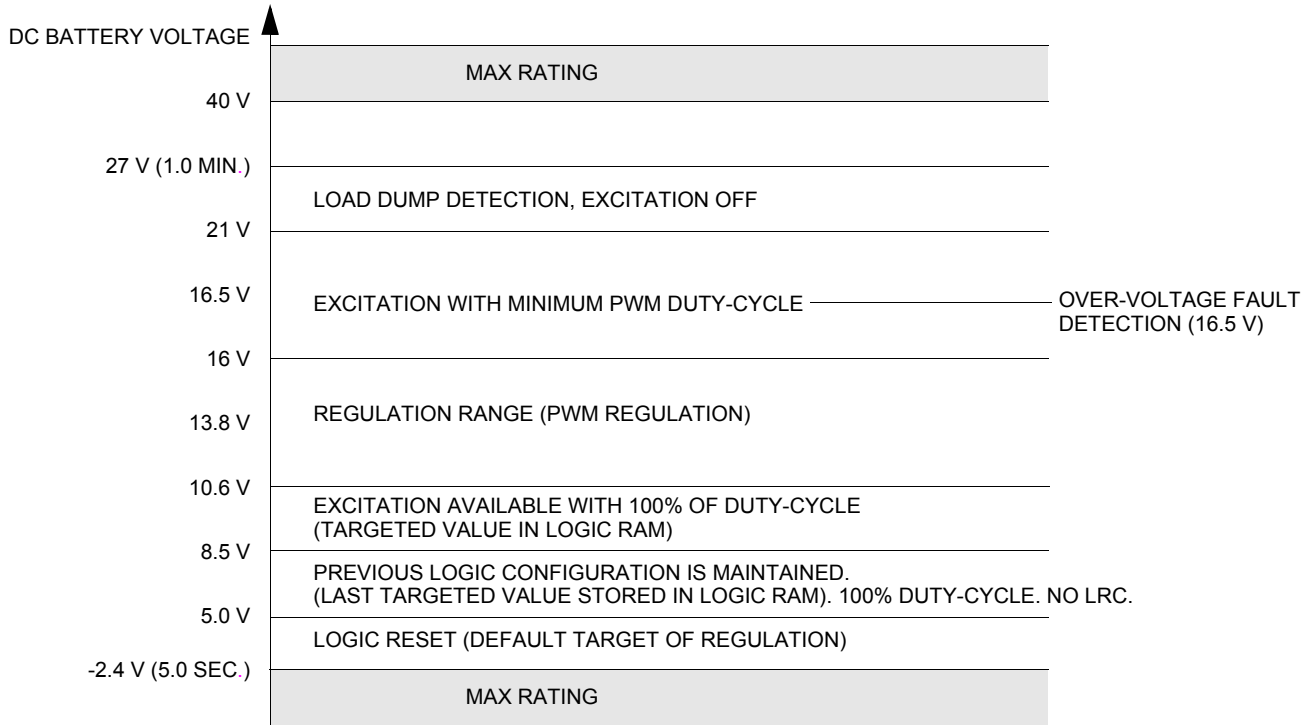 DC BATTERY VOLTAGE
MAX RATING
40 V
27 V (1.0 MIN.)
LOAD DUMP DETECTION, EXCITATION OFF
21 V
16.5 V
EXCITATION WITH MINIMUM PWM DUTY-CYCLE
OVER-VOLTAGE FAULT
DETECTION (16.5 V)
16 V
REGULATION RANGE (PWM REGULATION)
13.8 V
10.6 V
EXCITATION AVAILABLE WITH 100% OF DUTY-CYCLE
(TARGETED VALUE IN LOGIC RAM)
8.5 V
PREVIOUS LOGIC CONFIGURATION IS MAINTAINED.
(LAST TARGETED VALUE STORED IN LOGIC RAM). 100% DUTY-CYCLE. NO LRC.
5.0 V
LOGIC RESET (DEFAULT TARGET OF REGULATION)
-2.4 V (5.0 SEC.)
MAX RATING